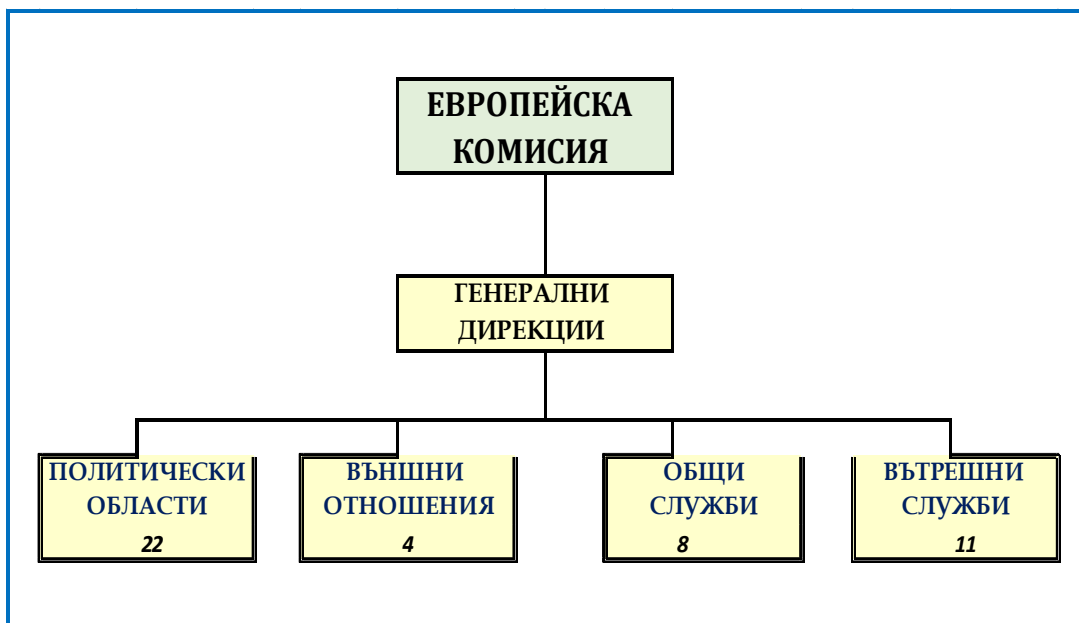 ЕВРОПЕЙСКА
КОМИСИЯ
ГЕНЕРАЛНИ
ДИРЕКЦИИ
ПОЛИТИЧЕСКИ
ОБЛАСТИ
22
ВЪНШНИ
ОТНОШЕНИЯ
4
ОБЩИ
СЛУЖБИ
8
ВЪТРЕШНИ
СЛУЖБИ
11